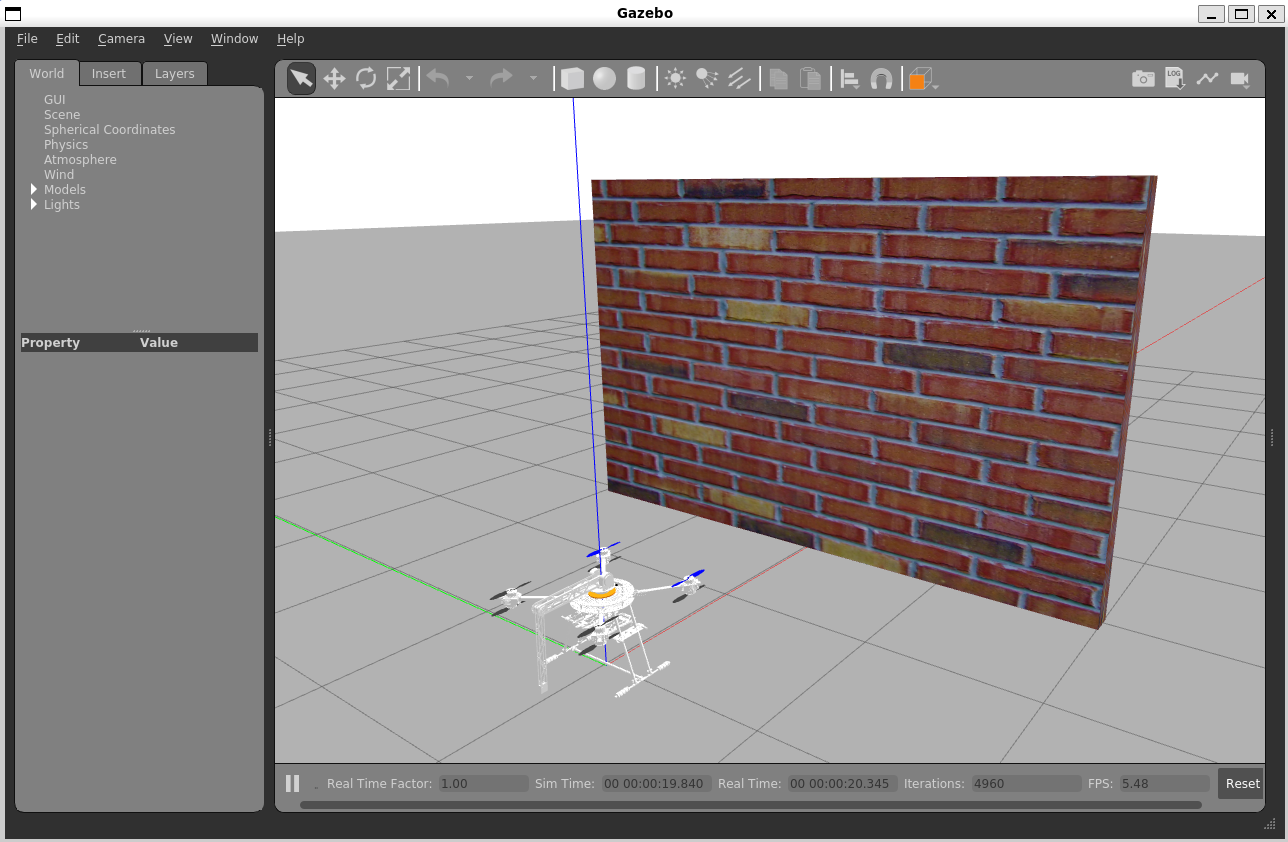 Gazebo
File Edit Camera View Window Help
World Insert Layers
LOG
GUI
Scene
Spherical Coordinates
Physics
Atmosphere
Wind
Models
Lights
Property Value
Real Time Factor: 1.00 Sim Time: 00 00:00:19.840 Real Time: 00 00:00:20.345 Iterations: 4960 FPS: 5.48 Reset